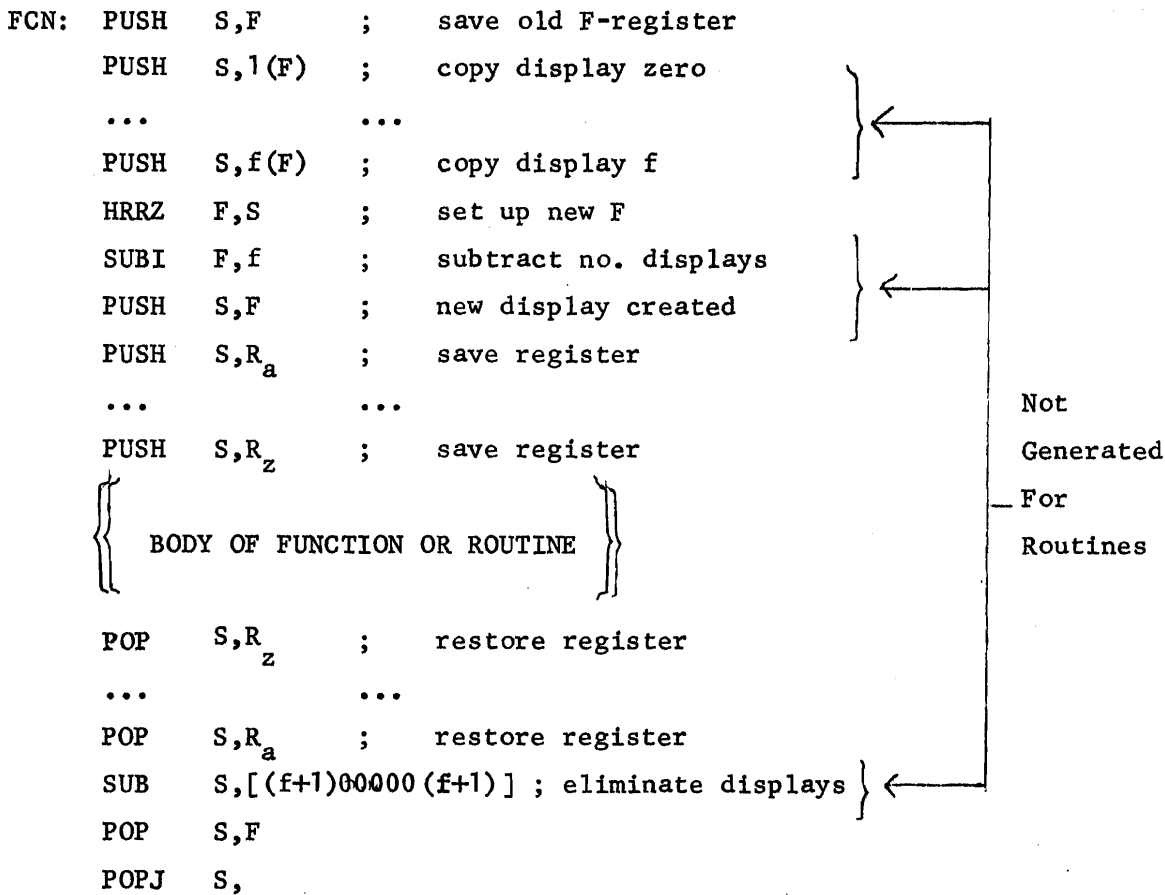 FCN: PUSH S,F ; save old F-register
PUSH S,1(F) ; copy display zero
... ...
PUSH S,f(F) ; copy display f
HRRZ F,S ; set up new F
SUBI F,f ; subtract no. displays
PUSH S,F ; new display created
PUSH S,Ra ; save register
... ...
PUSH S,Rz ; save register
BODY OF FUNCTION OR ROUTINE
POP S,Rz ; restore register
... ...
POP S,Ra ; restore register
SUB S,[(f+1)00000(f+1)] ; eliminate displays
POP S,F
POPJ S,
Not
Generated
For
Routines